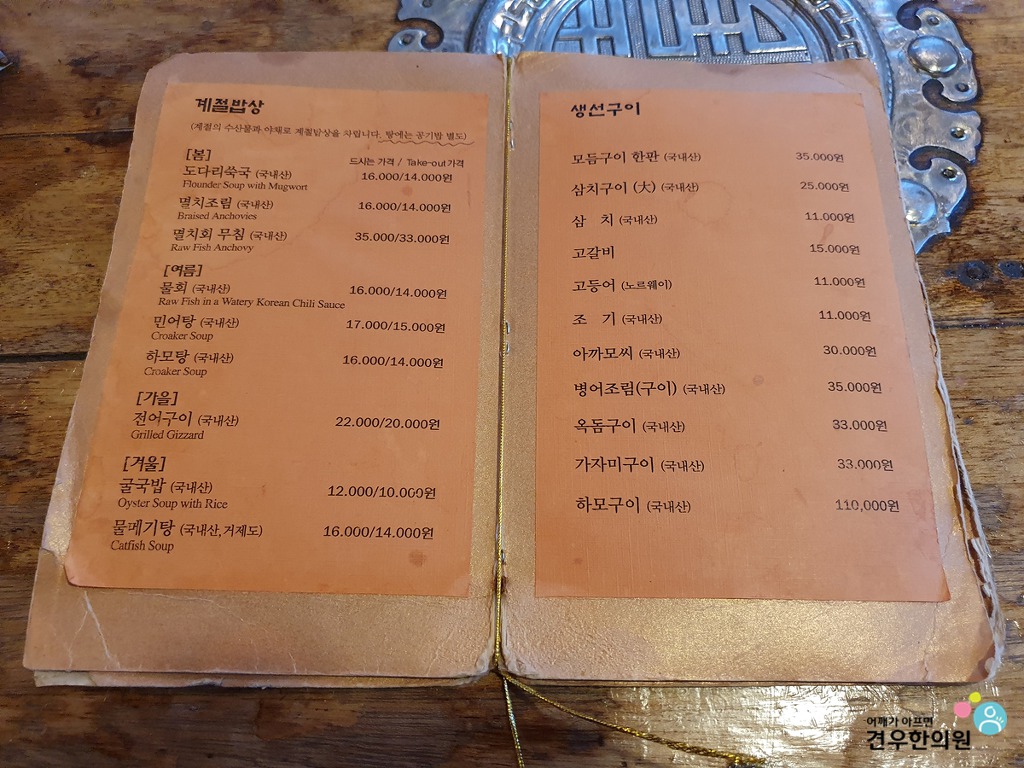 계절밥상
(계절의 수산물과 야채로 계절밥상을 차립니다. 탕에는 공기밥 별도)
[봄]
드시는 가격 / Take-out가격
도다리쑥국 (국내산) 16.000/14.000원
Flounder Soup with Mugwort
멸치조림 (국내산) 16.000/14.000원
Braised Anchovies
멸치회 무침 (국내산) 35.000/33.000원
Raw Fish Anchovy
[여름]
물회 (국내산) 16.000/14.000원
Raw Fish in a Watery Korean Chili Sauce
민어탕 (국내산) 17.000/15.000원
Croaker Soup
하모탕 (국내산) 16.000/14.000원
Croaker Soup
[가을]
전어구이 (국내산) 22.000/20.000원
Grilled Gizzard
[겨울]
굴국밥 (국내산) 12.000/10.000원
Oyster Soup with Rice
물메기탕 (국내산,거제도) 16.000/14.000원
Catfish Soup
생선구이
모듬구이 한판 (국내산) 35.000원
삼치구이 (大) (국내산) 25.000원
삼 치 (국내산) 11.000원
고갈비 15.000원
고등어 (노르웨이) 11.000원
조 기 (국내산) 11.000원
아까모찌 (국내산) 30.000원
병어조림(구이) (국내산) 35.000원
옥돔구이 (국내산) 33.000원
가자미구이 (국내산) 33.000원
하모구이 (국내산) 110,000원
어깨가 아프면
견우한의원